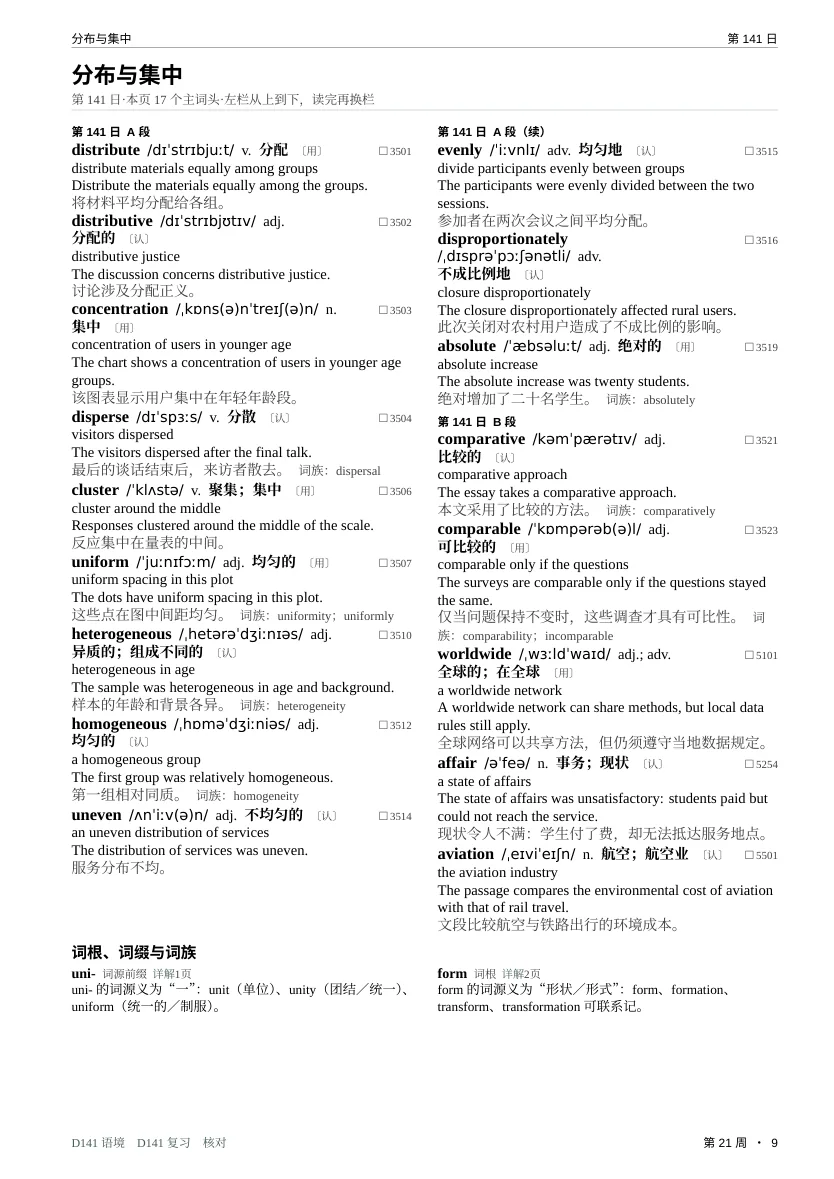 分布与集中
第 141 日
分布与集中
第 141 日·本页 17 个主词头·左栏从上到下，读完再换栏
第 141 日 A 段
distribute /dɪˈstrɪbjuːt/ v. 分配 〔用〕 □3501
distribute materials equally among groups
Distribute the materials equally among the groups.
将材料平均分配给各组。
distributive /dɪˈstrɪbjʊtɪv/ adj. □3502
分配的 〔认〕
distributive justice
The discussion concerns distributive justice.
讨论涉及分配正义。
concentration /ˌkɒns(ə)nˈtreɪʃ(ə)n/ n. □3503
集中 〔用〕
concentration of users in younger age
The chart shows a concentration of users in younger age
groups.
该图表显示用户集中在年轻年龄段。
disperse /dɪˈspɜːs/ v. 分散 〔认〕 □3504
visitors dispersed
The visitors dispersed after the final talk.
最后的谈话结束后，来访者散去。 词族：dispersal
cluster /ˈklʌstə/ v. 聚集；集中 〔用〕 □3506
cluster around the middle
Responses clustered around the middle of the scale.
反应集中在量表的中间。
uniform /ˈjuːnɪfɔːm/ adj. 均匀的 〔用〕 □3507
uniform spacing in this plot
The dots have uniform spacing in this plot.
这些点在图中间距均匀。 词族：uniformity；uniformly
heterogeneous /ˌhetərəˈdʒiːnɪəs/ adj. □3510
异质的；组成不同的 〔认〕
heterogeneous in age
The sample was heterogeneous in age and background.
样本的年龄和背景各异。 词族：heterogeneity
homogeneous /ˌhɒməˈdʒiːniəs/ adj. □3512
均匀的 〔认〕
a homogeneous group
The first group was relatively homogeneous.
第一组相对同质。 词族：homogeneity
uneven /ʌnˈiːv(ə)n/ adj. 不均匀的 〔认〕 □3514
an uneven distribution of services
The distribution of services was uneven.
服务分布不均。
第 141 日 A 段（续）
evenly /ˈiːvnlɪ/ adv. 均匀地 〔认〕 □3515
divide participants evenly between groups
The participants were evenly divided between the two
sessions.
参加者在两次会议之间平均分配。
disproportionately □3516
/ˌdɪsprəˈpɔːʃənətli/ adv.
不成比例地 〔认〕
closure disproportionately
The closure disproportionately affected rural users.
此次关闭对农村用户造成了不成比例的影响。
absolute /ˈæbsəluːt/ adj. 绝对的 〔用〕 □3519
absolute increase
The absolute increase was twenty students.
绝对增加了二十名学生。 词族：absolutely
第 141 日 B 段
comparative /kəmˈpærətɪv/ adj. □3521
比较的 〔认〕
comparative approach
The essay takes a comparative approach.
本文采用了比较的方法。 词族：comparatively
comparable /ˈkɒmpərəb(ə)l/ adj. □3523
可比较的 〔用〕
comparable only if the questions
The surveys are comparable only if the questions stayed
the same.
仅当问题保持不变时，这些调查才具有可比性。 词
族：comparability；incomparable
worldwide /ˌwɜːldˈwaɪd/ adj.; adv. □5101
全球的；在全球 〔用〕
a worldwide network
A worldwide network can share methods, but local data
rules still apply.
全球网络可以共享方法，但仍须遵守当地数据规定。
affair /əˈfeə/ n. 事务；现状 〔认〕 □5254
a state of affairs
The state of affairs was unsatisfactory: students paid but
could not reach the service.
现状令人不满：学生付了费，却无法抵达服务地点。
aviation /ˌeɪviˈeɪʃn/ n. 航空；航空业 〔认〕 □5501
the aviation industry
The passage compares the environmental cost of aviation
with that of rail travel.
文段比较航空与铁路出行的环境成本。
词根、词缀与词族
uni- 词源前缀 详解1页
uni- 的词源义为“一”：unit（单位）、unity（团结／统一）、
uniform（统一的／制服）。
form 词根 详解2页
form 的词源义为“形状／形式”：form、formation、
transform、transformation 可联系记。
D141 语境 D141 复习 核对
第 21 周 · 9